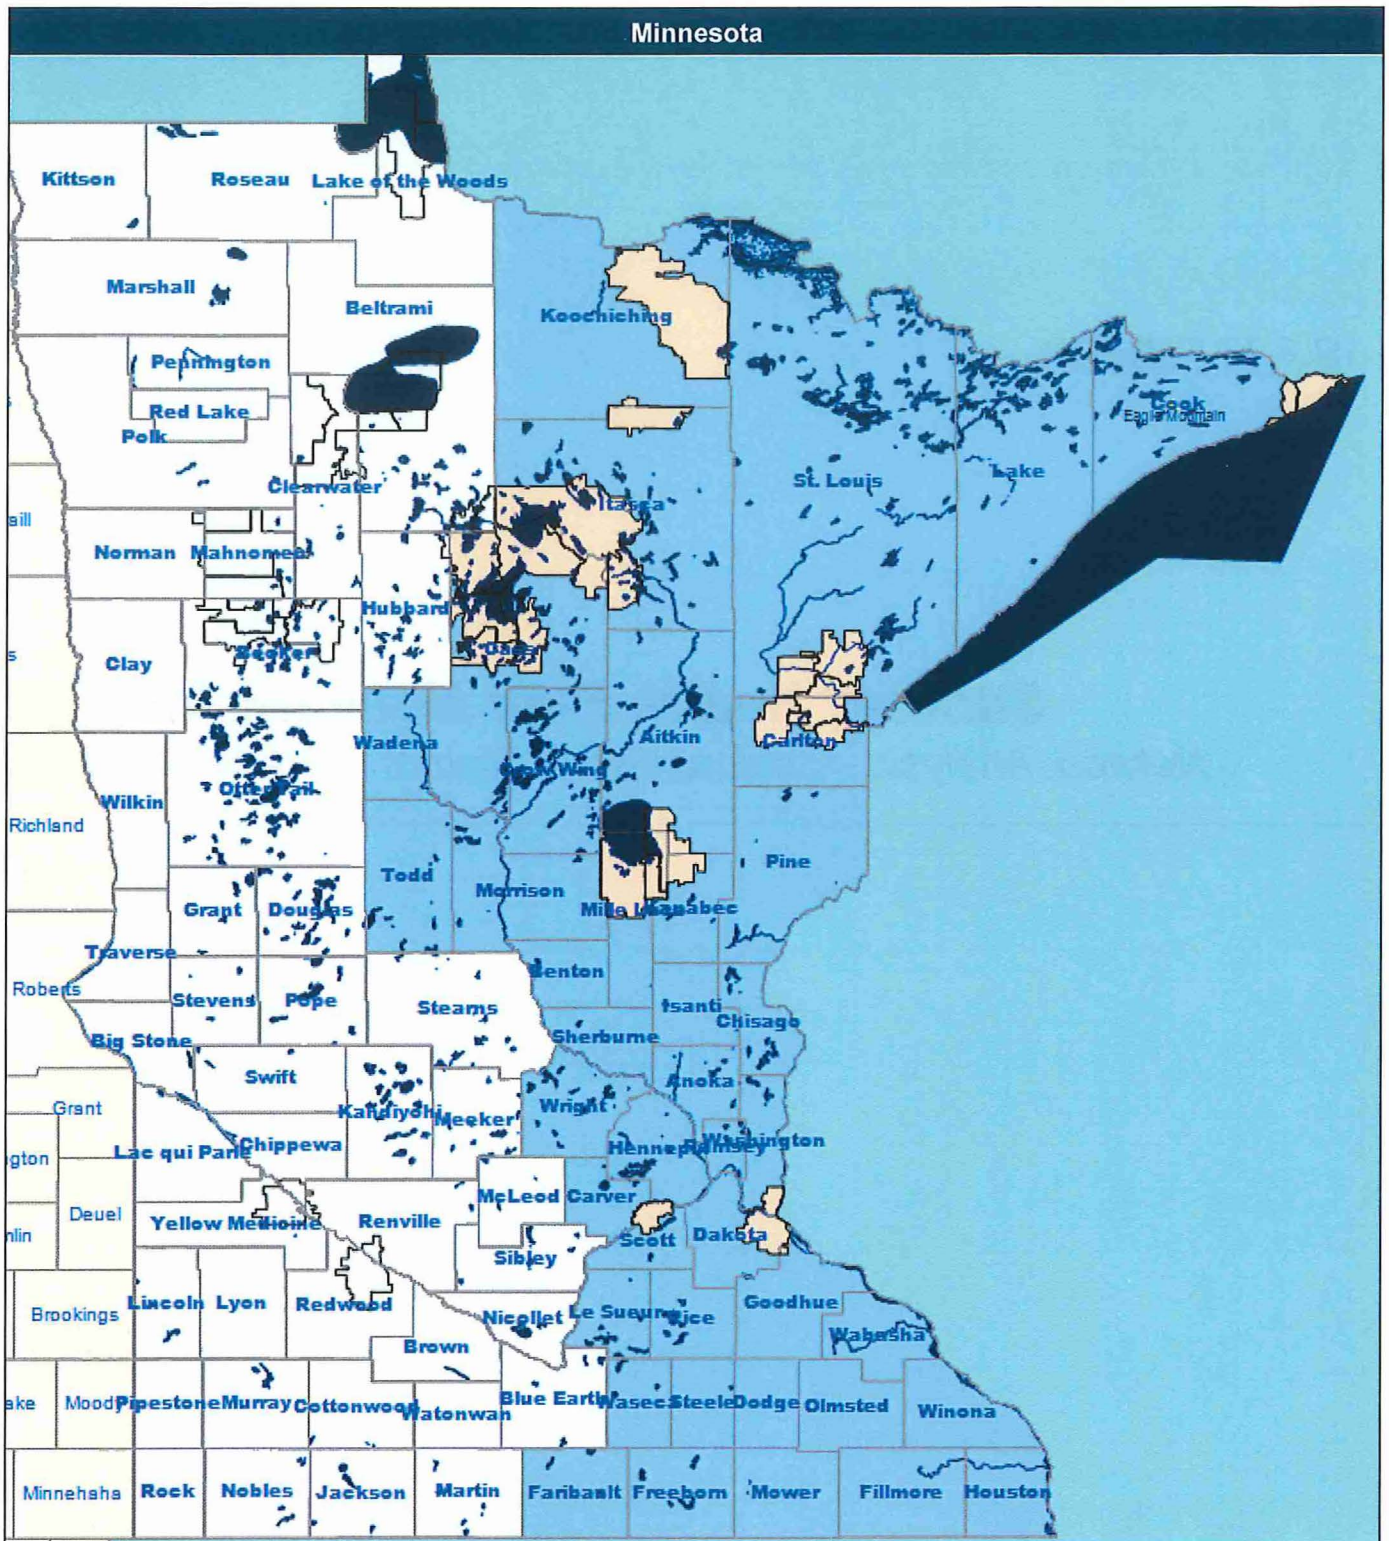 Minnesota
Kittson
Roseau
Lake of the Woods
Marshall
Beltrami
Koochiching
Pennington
Red Lake
Polk
Cook
Eagle Mountain
Clearwater
St. Louis
Lake
Itasca
aill
Norman
Mahnomen
Hubbard
Cass
s
Clay
Becker
Wadena
Aitkin
Carlton
Crow Wing
Otter Tail
Wilkin
Richland
Todd
Pine
Morrison
Grant
Douglas
Mille Lacs
Kanabec
Traverse
Benton
Roberts
Stevens
Pope
Stearns
Isanti
Chisago
Big Stone
Sherburne
Swift
Anoka
Grant
Kandiyohi
Meeker
Wright
Lac qui Parle
Chippewa
Hennepin
Ramsey
Washington
gton
McLeod
Carver
Deuel
Yellow Medicine
Renville
Scott
Dakota
nlin
Sibley
Brookings
Lincoln
Lyon
Redwood
Nicollet
Le Sueur
Rice
Goodhue
Wabasha
Brown
ake
Moody
Pipestone
Murray
Cottonwood
Watonwan
Blue Earth
Waseca
Steele
Dodge
Olmsted
Winona
Minnehaha
Rock
Nobles
Jackson
Martin
Faribault
Freeborn
Mower
Fillmore
Houston